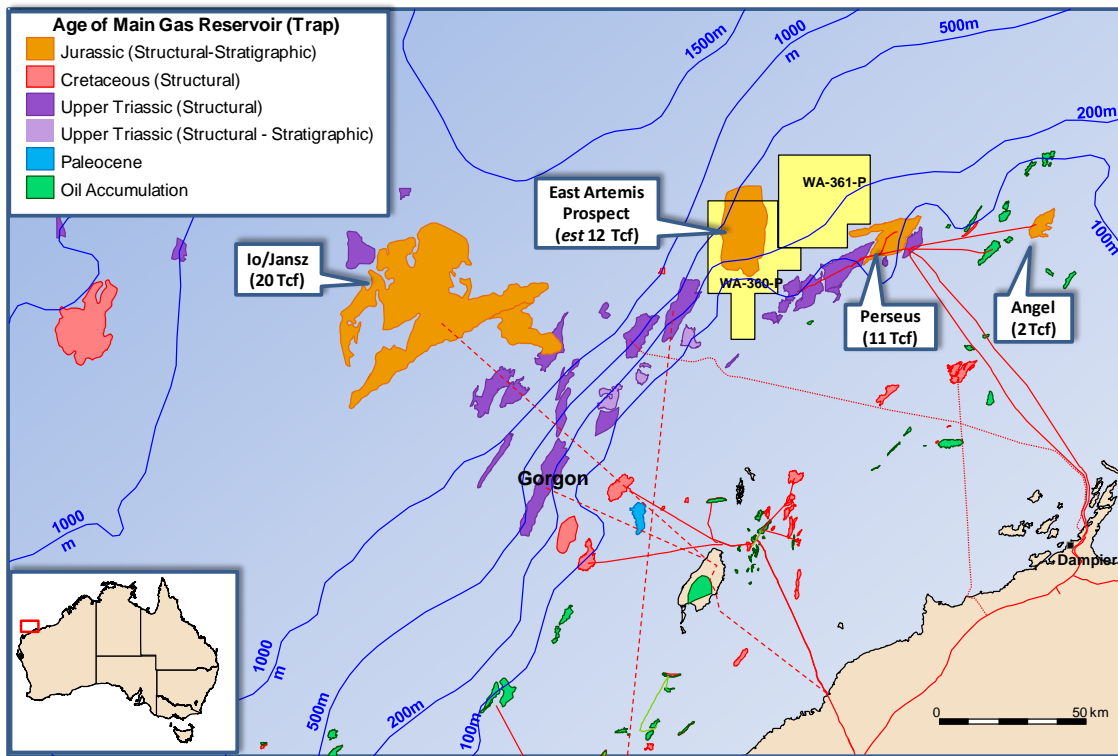 Age of Main Gas Reservoir (Trap)
Jurassic (Structural-Stratigraphic)
Cretaceous (Structural)
Upper Triassic (Structural)
Upper Triassic (Structural - Stratigraphic)
Paleocene
Oil Accumulation
1500m
1000
m
500m
200m
100m
WA-361-P
East Artemis
Prospect
(est 12 Tcf)
Io/Jansz
(20 Tcf)
WA-360-P
Perseus
(11 Tcf)
Angel
(2 Tcf)
Gorgon
1000
m
Dampier
1000
m
500m
200m
100m
0
50 km